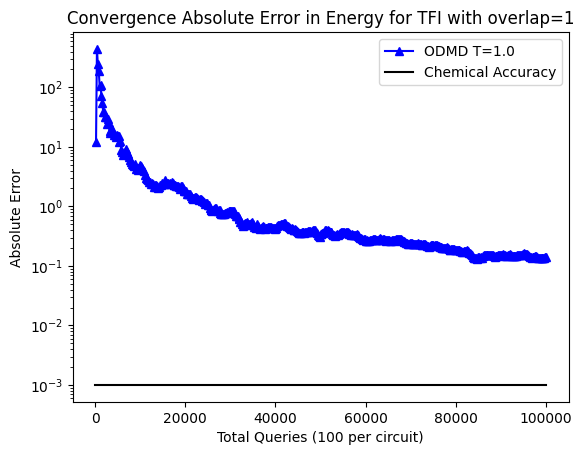 Convergence Absolute Error in Energy for TFI with overlap=1
ODMD T=1.0
Chemical Accuracy
Absolute Error
10²
10¹
10⁰
10⁻¹
10⁻²
10⁻³
0 20000 40000 60000 80000 100000
Total Queries (100 per circuit)